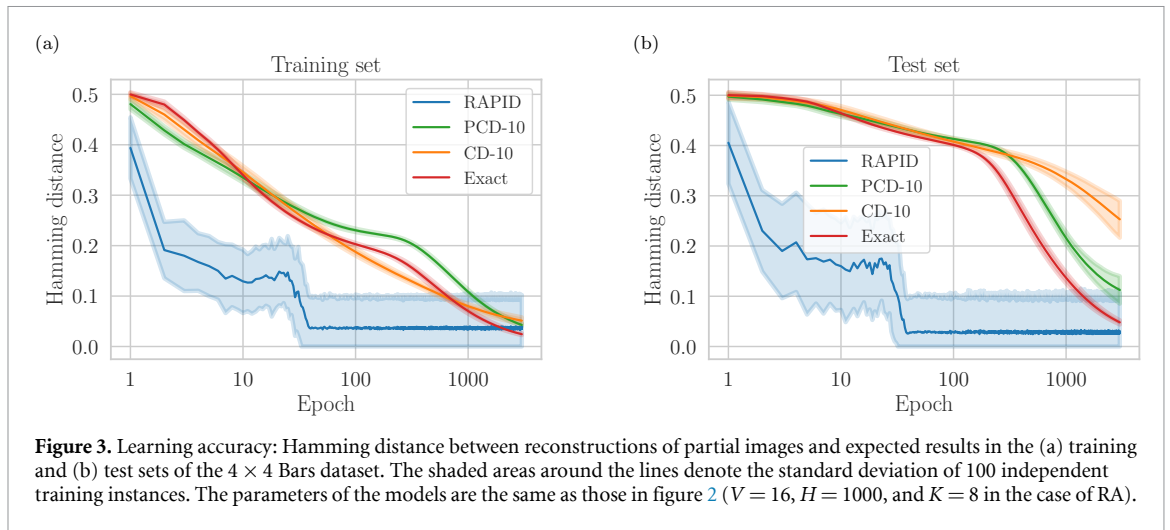 (a)
Training set
Hamming distance
0.5
0.4
0.3
0.2
0.1
0.0
1
10
100
1000
Epoch
RAPID
PCD-10
CD-10
Exact
(b)
Test set
Hamming distance
0.5
0.4
0.3
0.2
0.1
0.0
1
10
100
1000
Epoch
RAPID
PCD-10
CD-10
Exact
Figure 3. Learning accuracy: Hamming distance between reconstructions of partial images and expected results in the (a) training
and (b) test sets of the 4 × 4 Bars dataset. The shaded areas around the lines denote the standard deviation of 100 independent
training instances. The parameters of the models are the same as those in figure 2 (V = 16, H = 1000, and K = 8 in the case of RA).